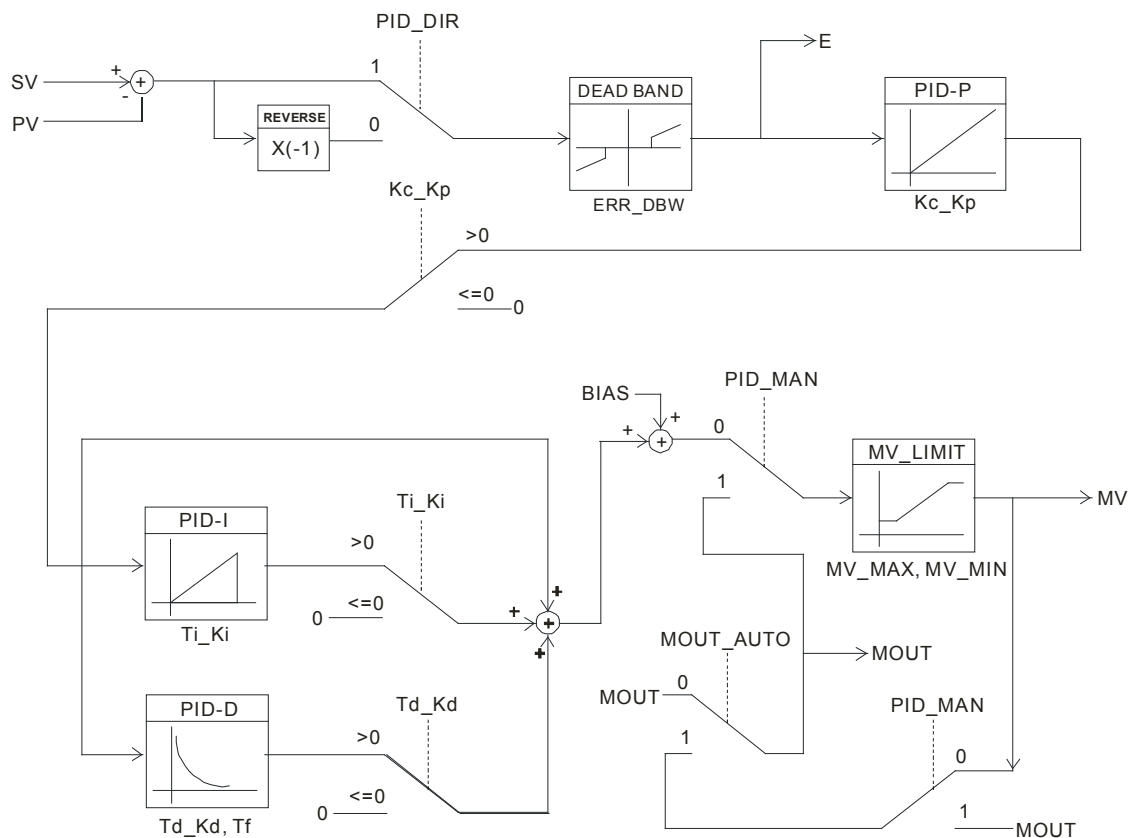 PID_DIR
E
SV
+
+
-
PV
1
REVERSE
X(-1)
0
DEAD BAND
ERR_DBW
PID-P
Kc_Kp
Kc_Kp
>0
<=0
0
BIAS
+
+
+
PID_MAN
0
1
MV_LIMIT
MV
MV_MAX, MV_MIN
PID-I
Ti_Ki
Ti_Ki
>0
0
<=0
+
+
+
+
MOUT_AUTO
MOUT
MOUT
0
1
PID-D
Td_Kd, Tf
Td_Kd
>0
0
<=0
PID_MAN
0
1
MOUT